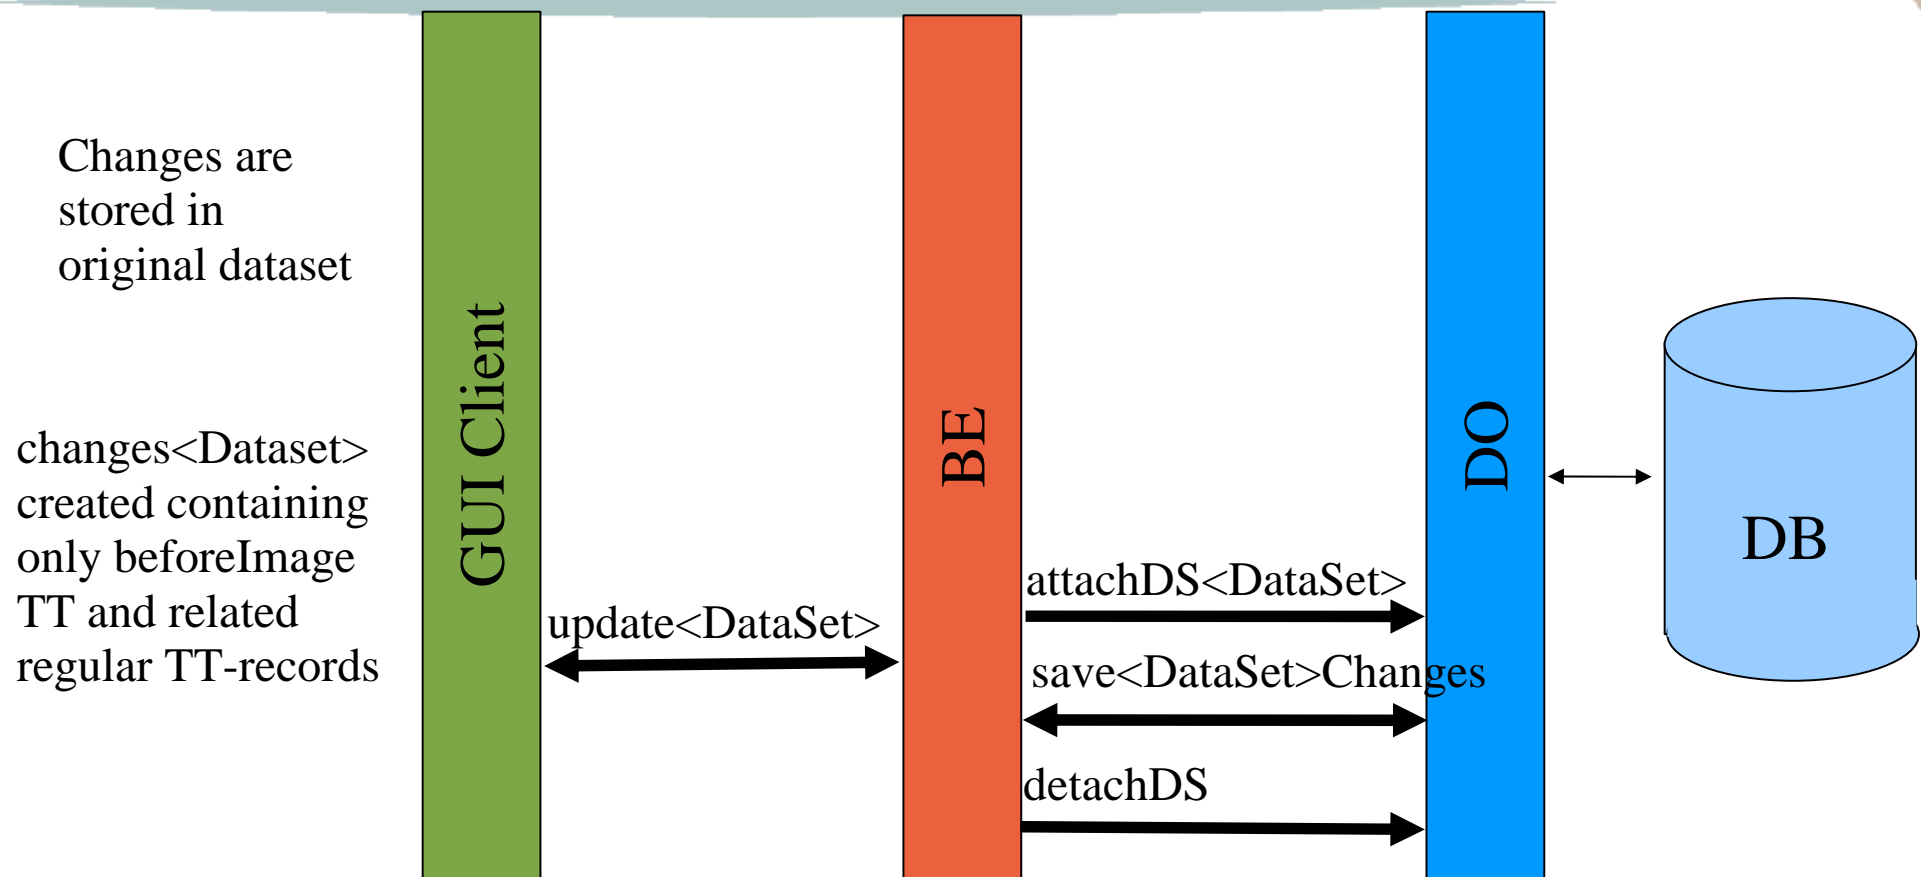 Changes are
stored in
original dataset
changes<Dataset>
created containing
only beforeImage
TT and related
regular TT-records
GUI Client
update<DataSet>
BE
attachDS<DataSet>
save<DataSet>Changes
detachDS
DO
DB